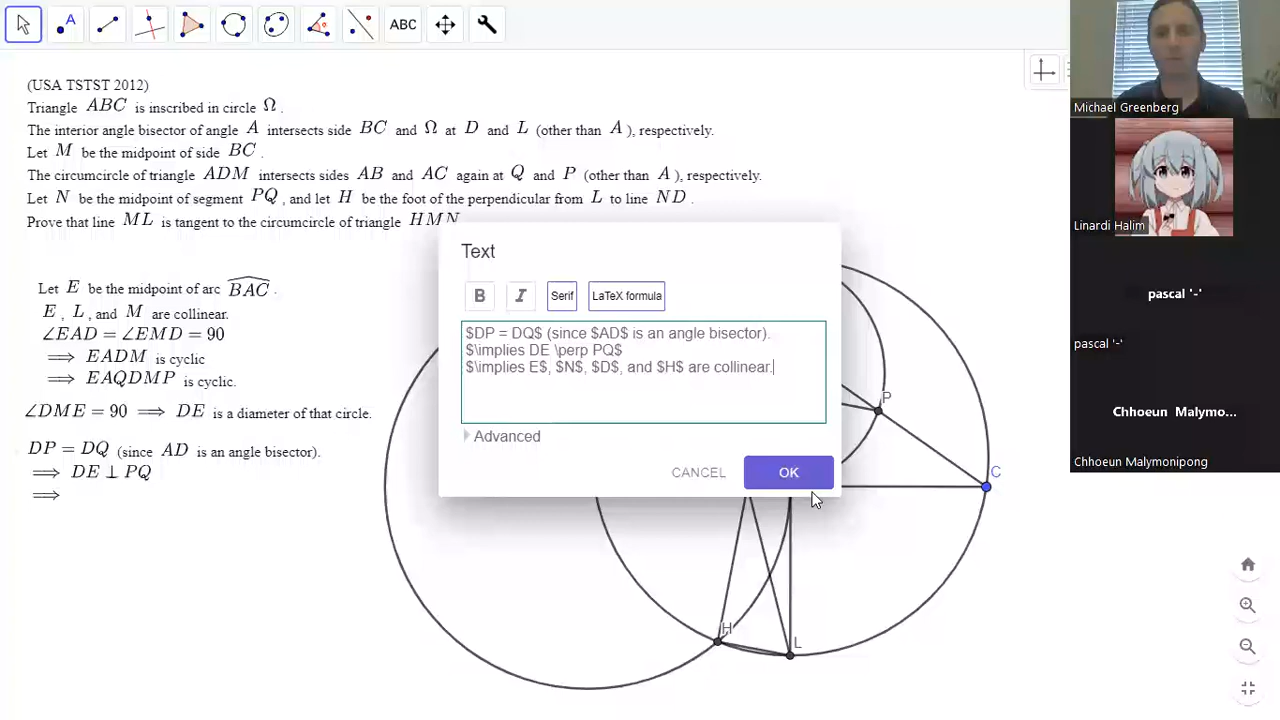 A
ABC
(USA TSTST 2012)
Triangle ABC is inscribed in circle Ω .
The interior angle bisector of angle A intersects side BC and Ω at D and L (other than A ), respectively.
Let M be the midpoint of side BC .
The circumcircle of triangle ADM intersects sides AB and AC again at Q and P (other than A ), respectively.
Let N be the midpoint of segment PQ , and let H be the foot of the perpendicular from L to line ND .
Prove that line ML is tangent to the circumcircle of triangle HMN
Let E be the midpoint of arc BAC .
E , L , and M are collinear.
∠EAD = ∠EMD = 90
⟹ EADM is cyclic
⟹ EAQDMP is cyclic.
∠DME = 90 ⟹ DE is a diameter of that circle.
DP = DQ (since AD is an angle bisector).
⟹ DE ⊥ PQ
⟹
Text
B
I
Serif
LaTeX formula
$DP = DQ$ (since $AD$ is an angle bisector).
$\implies DE \perp PQ$
$\implies E$, $N$, $D$, and $H$ are collinear.
Advanced
CANCEL
OK
P
C
H
L
Michael Greenberg
Linardi Halim
pascal '-'
pascal '-'
Chhoeun Malymo...
Chhoeun Malymonipong